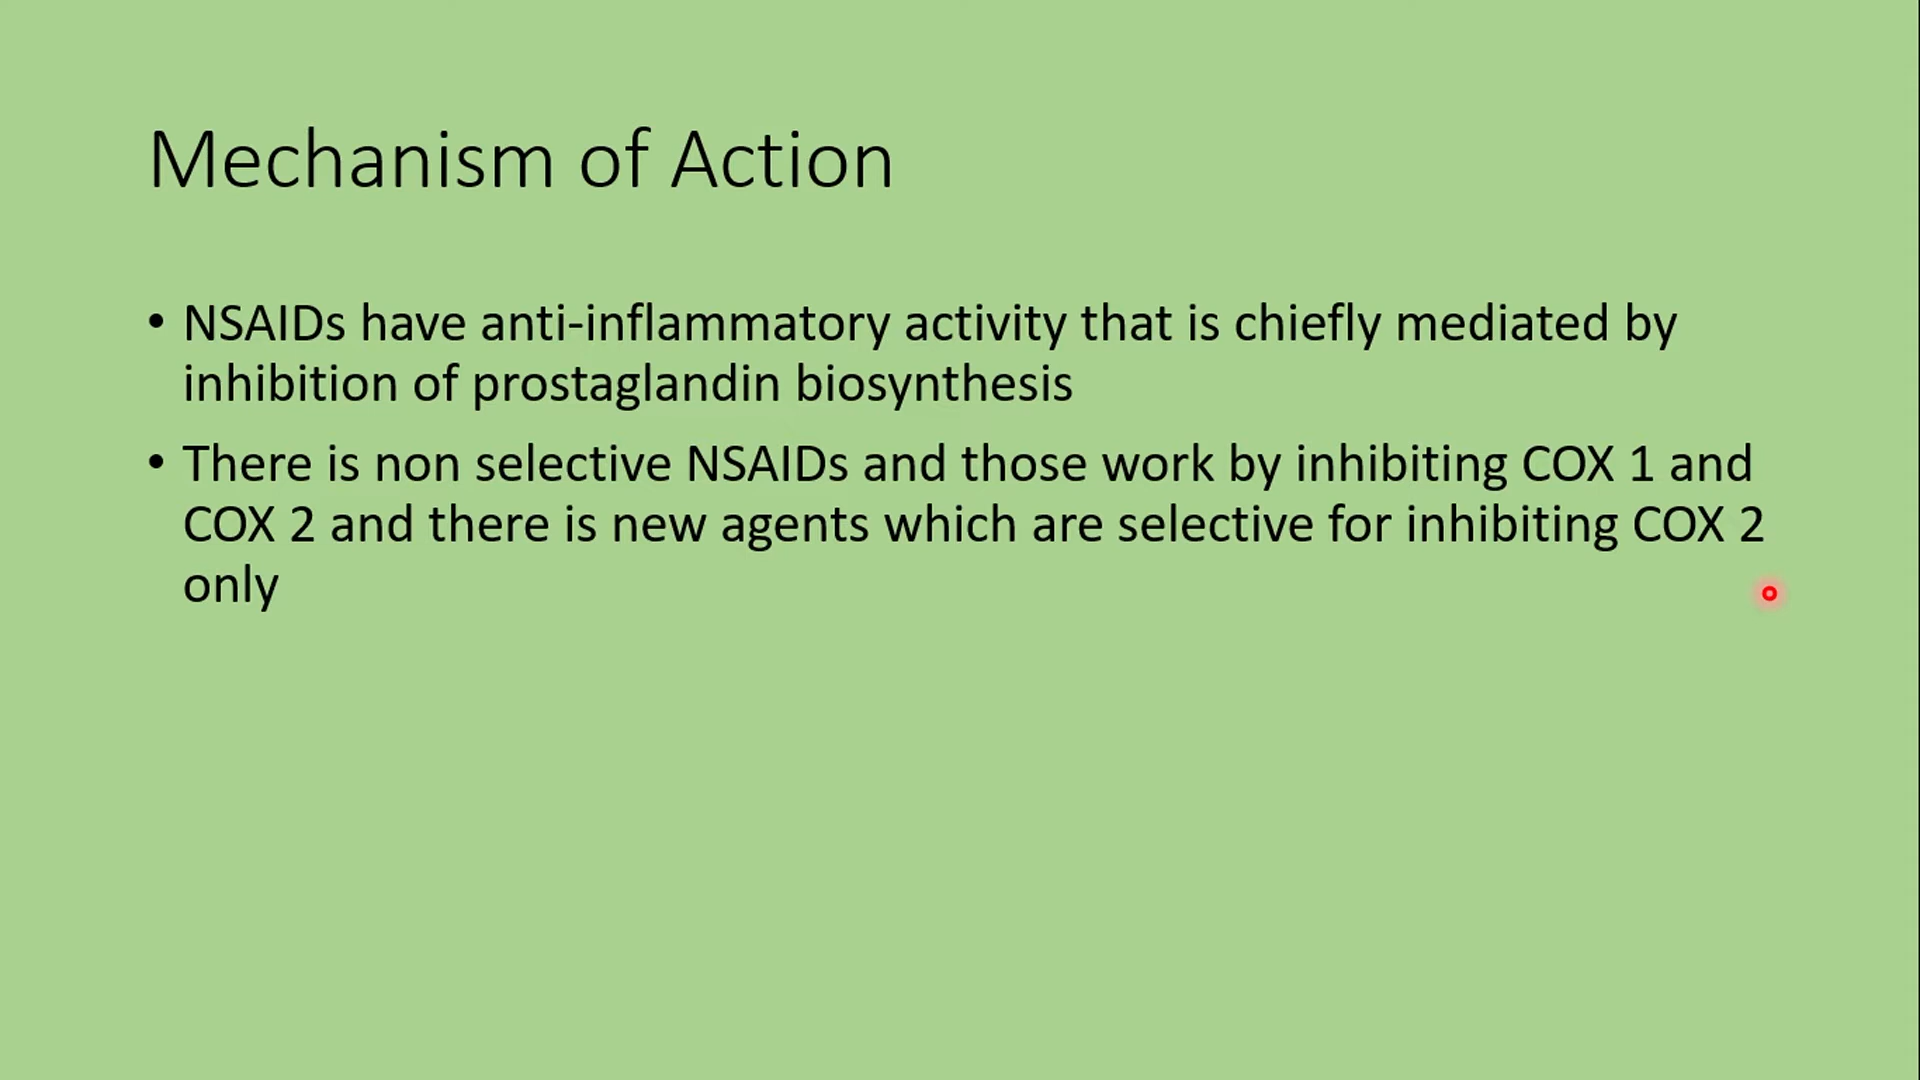 Mechanism of Action
• NSAIDs have anti-inflammatory activity that is chiefly mediated by
inhibition of prostaglandin biosynthesis
• There is non selective NSAIDs and those work by inhibiting COX 1 and
COX 2 and there is new agents which are selective for inhibiting COX 2
only